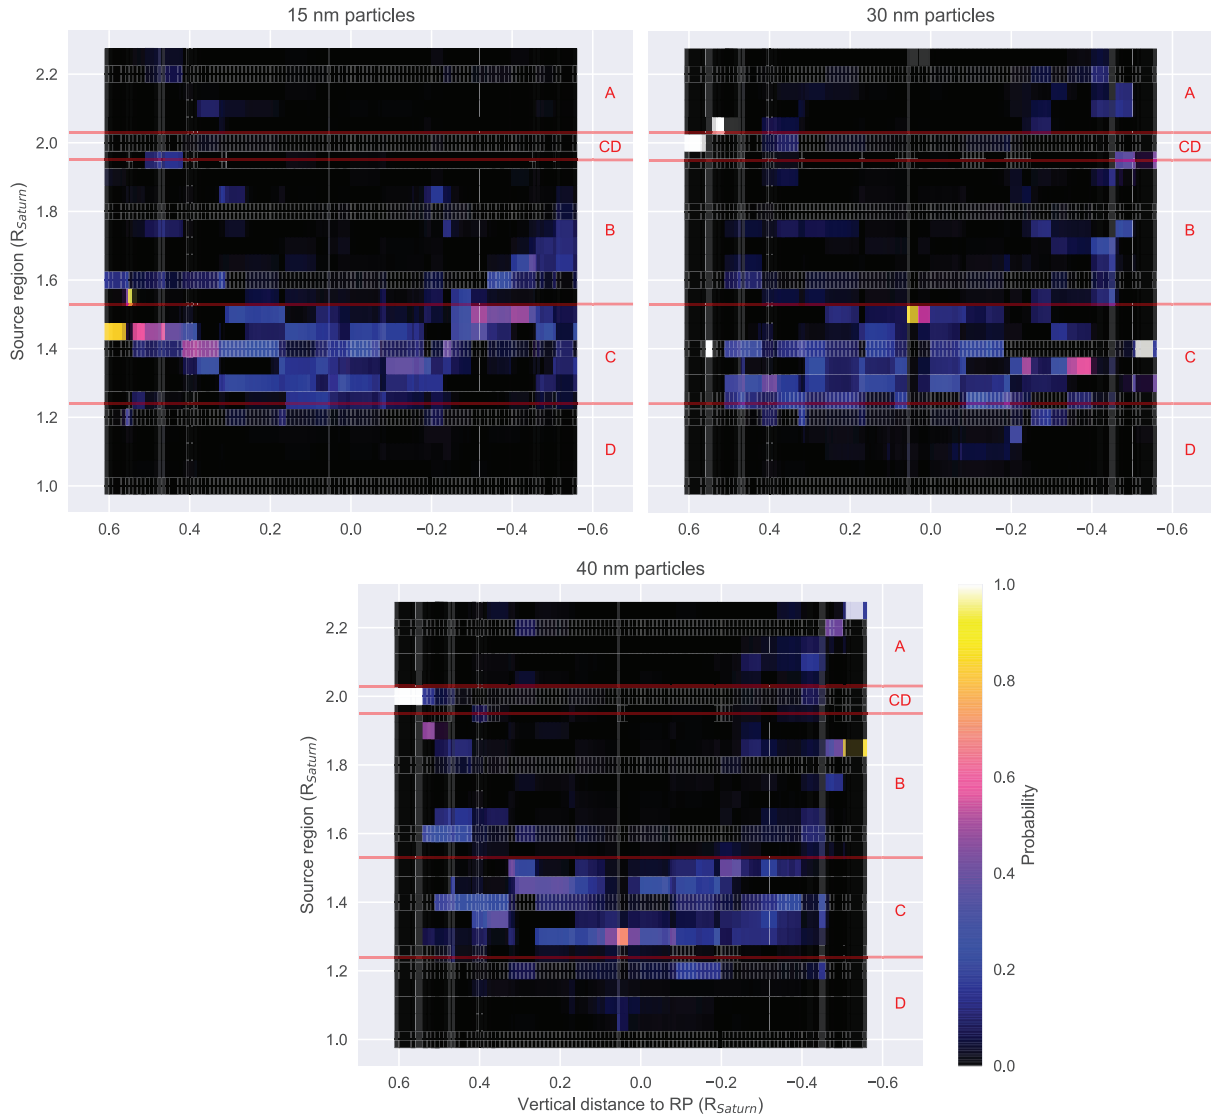 15 nm particles
30 nm particles
Source region (R_Saturn)
2.2
2.0
1.8
1.6
1.4
1.2
1.0
A
CD
B
C
D
A
CD
B
C
D
0.6 0.4 0.2 0.0 −0.2 −0.4 −0.6
0.6 0.4 0.2 0.0 −0.2 −0.4 −0.6
40 nm particles
Source region (R_Saturn)
2.2
2.0
1.8
1.6
1.4
1.2
1.0
A
CD
B
C
D
0.6 0.4 0.2 0.0 −0.2 −0.4 −0.6
Vertical distance to RP (R_Saturn)
1.0
0.8
0.6
0.4
0.2
0.0
Probability